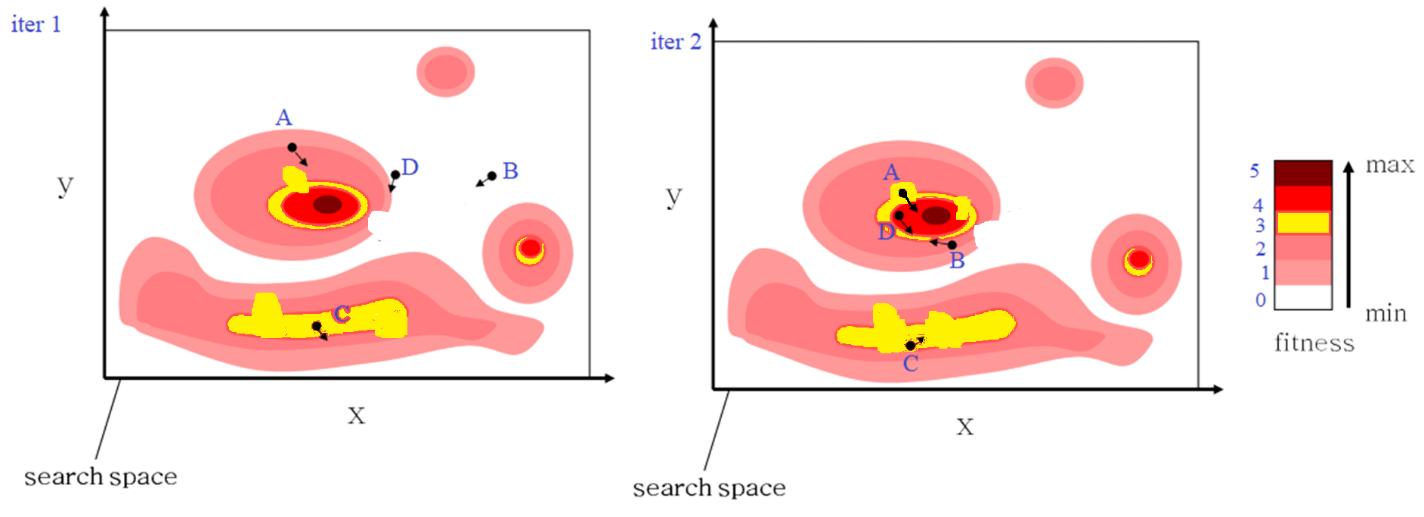 iter 1
A
D
B
y
C
X
search space
iter 2
A
D
B
y
C
X
search space
5
4
3
2
1
0
max
min
fitness